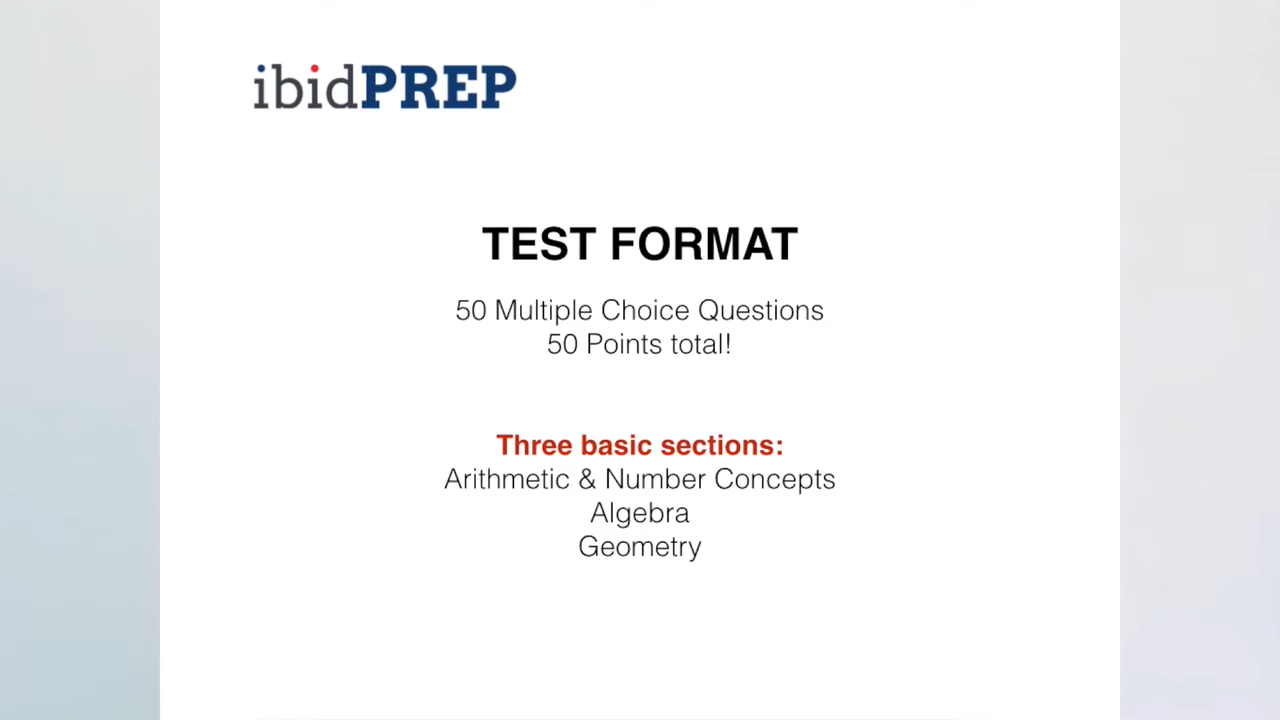 ibidPREP
TEST FORMAT
50 Multiple Choice Questions
50 Points total!
Three basic sections:
Arithmetic & Number Concepts
Algebra
Geometry